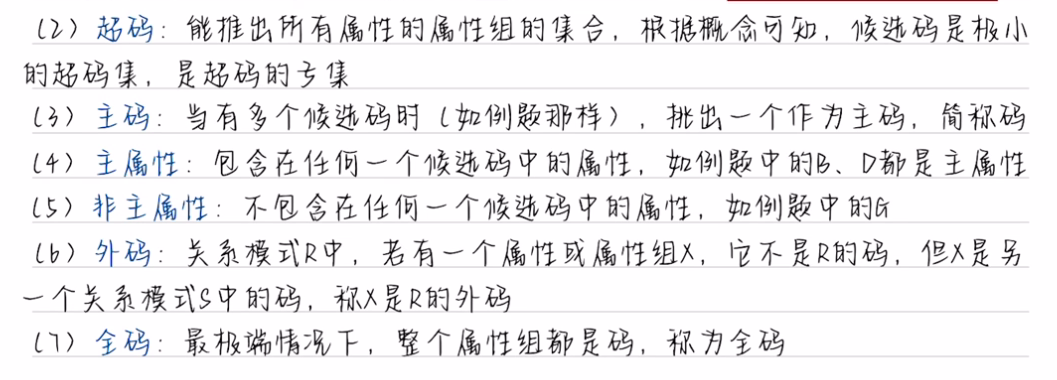 (2) 超码：能推出所有属性的属性组的集合，根据概念可知，候选码是极小
的超码集，是超码的子集
(3) 主码：当有多个候选码时（如例题那样），挑出一个作为主码，简称码
(4) 主属性：包含在任何一个候选码中的属性，如例题中的B、D都是主属性
(5) 非主属性：不包含在任何一个候选码中的属性，如例题中的G
(6) 外码：关系模式R中，若有一个属性或属性组X，它不是R的码，但X是另
一个关系模式S中的码，称X是R的外码
(7) 全码：最极端情况下，整个属性组都是码，称为全码